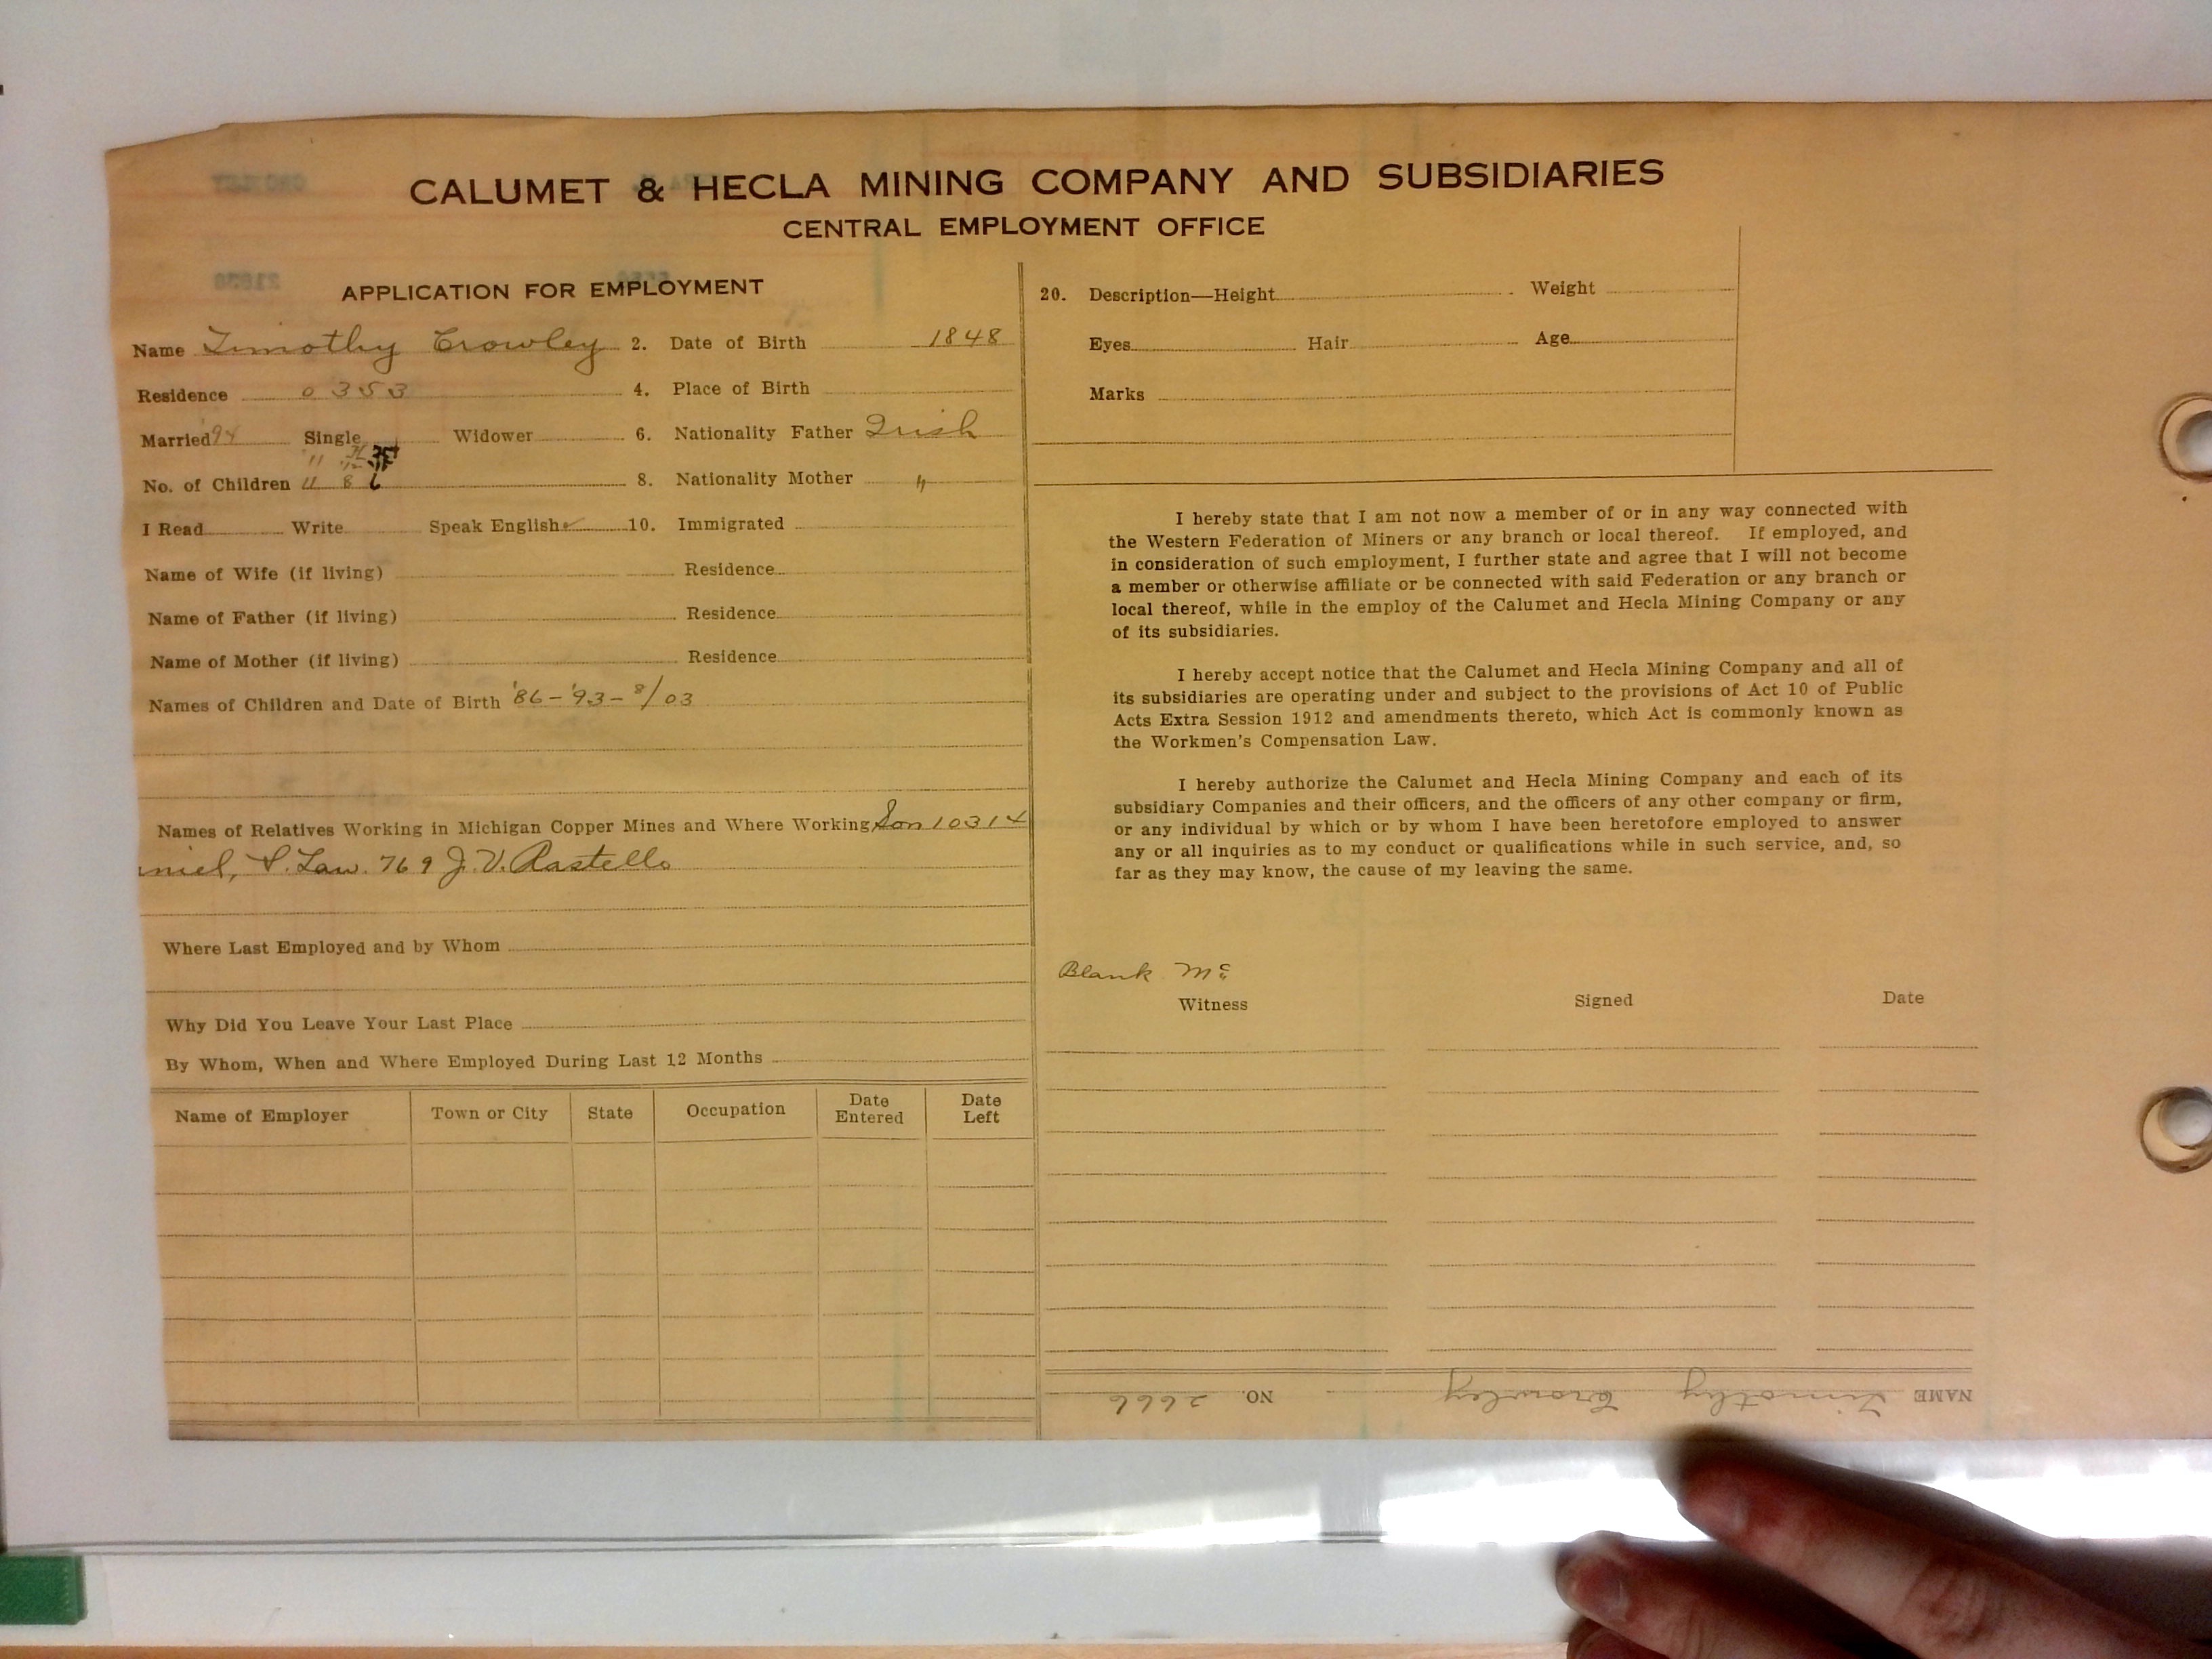 CALUMET & HECLA MINING COMPANY AND SUBSIDIARIES
CENTRAL EMPLOYMENT OFFICE
APPLICATION FOR EMPLOYMENT
Name Timothy Crowley 2. Date of Birth 1848
Residence 0353 4. Place of Birth
Married 94 Single Widower 6. Nationality Father Irish
No. of Children 11 8 6 8. Nationality Mother "
I Read Write Speak English ✓ 10. Immigrated
Name of Wife (if living) Residence
Name of Father (if living) Residence
Name of Mother (if living) Residence
Names of Children and Date of Birth '86-'93-8/03
Names of Relatives Working in Michigan Copper Mines and Where Working Son 10314
niel, S. Law. 769 J.V. Rastello
Where Last Employed and by Whom
Why Did You Leave Your Last Place
By Whom, When and Where Employed During Last 12 Months
Name of Employer Town or City State Occupation Date Entered Date Left
20. Description—Height Weight
Eyes Hair Age
Marks
I hereby state that I am not now a member of or in any way connected with
the Western Federation of Miners or any branch or local thereof. If employed, and
in consideration of such employment, I further state and agree that I will not become
a member or otherwise affiliate or be connected with said Federation or any branch or
local thereof, while in the employ of the Calumet and Hecla Mining Company or any
of its subsidiaries.
I hereby accept notice that the Calumet and Hecla Mining Company and all of
its subsidiaries are operating under and subject to the provisions of Act 10 of Public
Acts Extra Session 1912 and amendments thereto, which Act is commonly known as
the Workmen's Compensation Law.
I hereby authorize the Calumet and Hecla Mining Company and each of its
subsidiary Companies and their officers, and the officers of any other company or firm,
or any individual by which or by whom I have been heretofore employed to answer
any or all inquiries as to my conduct or qualifications while in such service, and, so
far as they may know, the cause of my leaving the same.
Blank Mc
Witness Signed Date
NAME Timothy Crowley NO. 2666